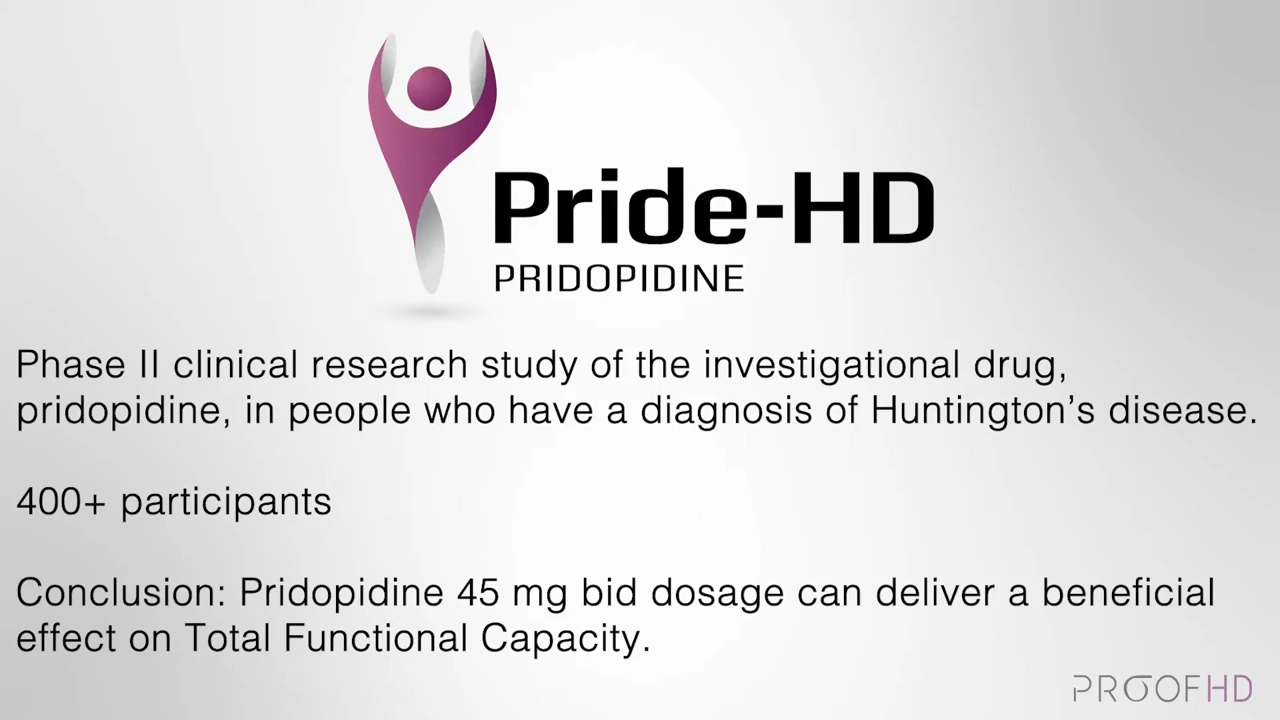 Pride-HD
PRIDOPIDINE
Phase II clinical research study of the investigational drug,
pridopidine, in people who have a diagnosis of Huntington’s disease.
400+ participants
Conclusion: Pridopidine 45 mg bid dosage can deliver a beneficial
effect on Total Functional Capacity.
PROOFHD